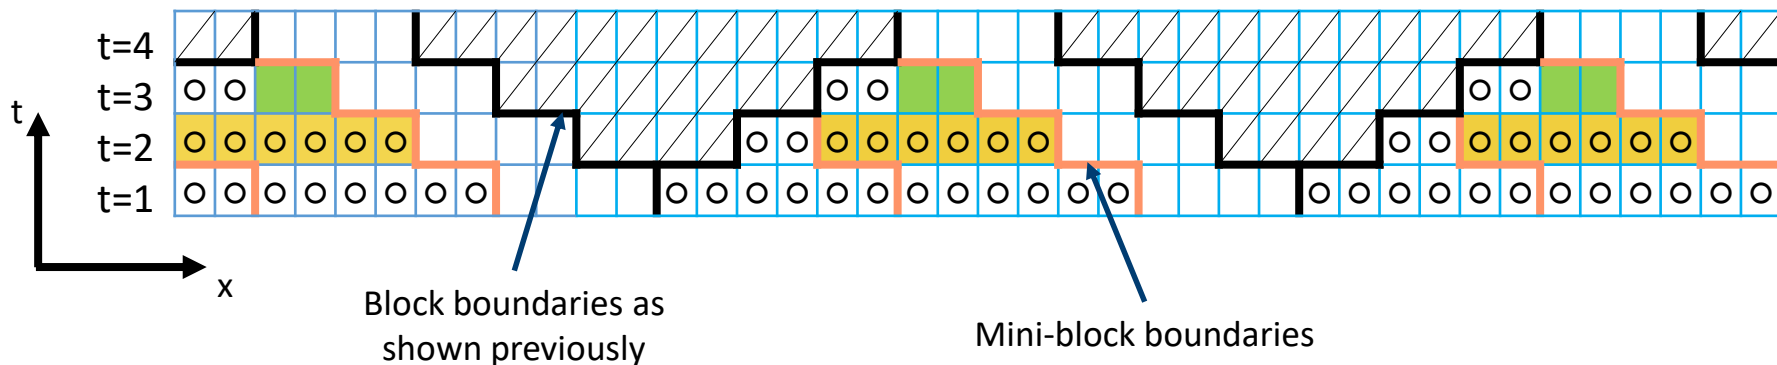 t=4
t=3
t
t=2
t=1
x
Block boundaries as
shown previously
Mini-block boundaries